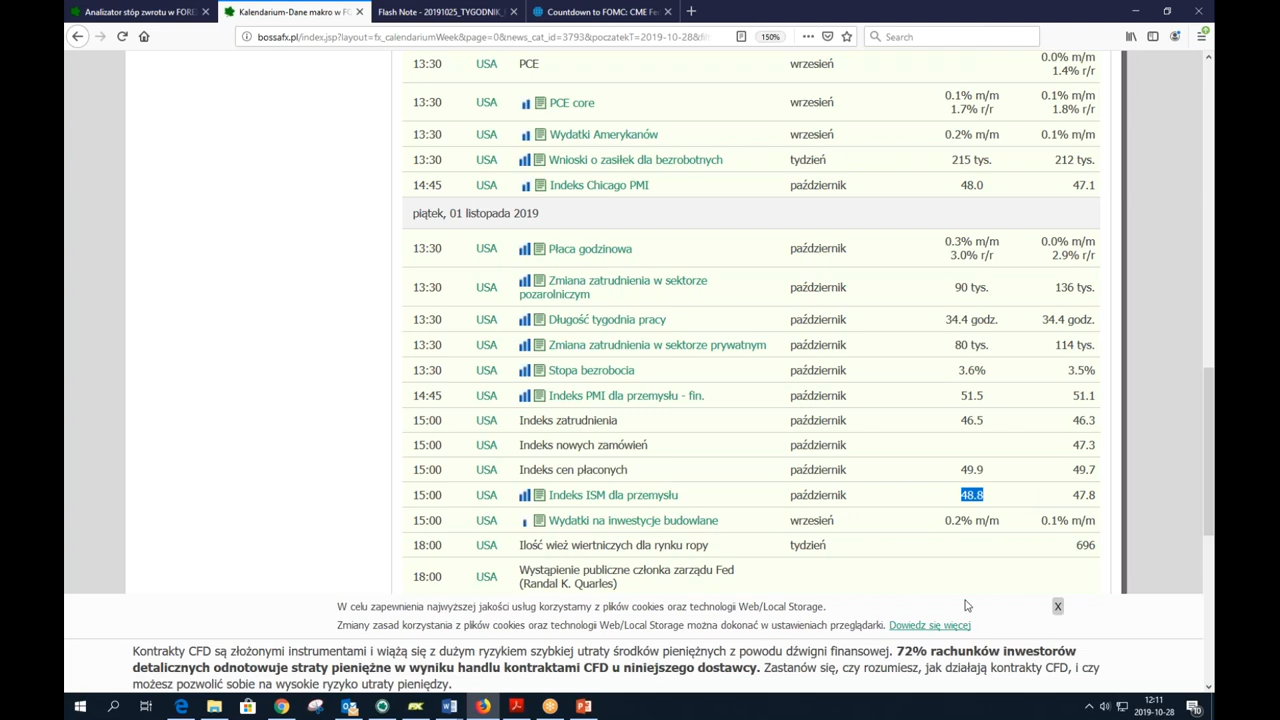 Analizator stóp zwrotu w FORE
Kalendarium-Dane makro w FO
Flash Note - 20191025_TYGODNIK_
Countdown to FOMC: CME Fe
bossafx.pl/index.jsp?layout=fx_calendariumWeek&page=0&news_cat_id=3793&poczatekT=2019-10-28&fil
150%
Search
13:30 USA PCE wrzesień 0.0% m/m
1.4% r/r
13:30 USA PCE core wrzesień 0.1% m/m 0.1% m/m
1.7% r/r 1.8% r/r
13:30 USA Wydatki Amerykanów wrzesień 0.2% m/m 0.1% m/m
13:30 USA Wnioski o zasiłek dla bezrobotnych tydzień 215 tys. 212 tys.
14:45 USA Indeks Chicago PMI październik 48.0 47.1
piątek, 01 listopada 2019
13:30 USA Płaca godzinowa październik 0.3% m/m 0.0% m/m
3.0% r/r 2.9% r/r
13:30 USA Zmiana zatrudnienia w sektorze
pozarolniczym październik 90 tys. 136 tys.
13:30 USA Długość tygodnia pracy październik 34.4 godz. 34.4 godz.
13:30 USA Zmiana zatrudnienia w sektorze prywatnym październik 80 tys. 114 tys.
13:30 USA Stopa bezrobocia październik 3.6% 3.5%
14:45 USA Indeks PMI dla przemysłu - fin. październik 51.5 51.1
15:00 USA Indeks zatrudnienia październik 46.5 46.3
15:00 USA Indeks nowych zamówień październik 47.3
15:00 USA Indeks cen płaconych październik 49.9 49.7
15:00 USA Indeks ISM dla przemysłu październik 48.8 47.8
15:00 USA Wydatki na inwestycje budowlane wrzesień 0.2% m/m 0.1% m/m
18:00 USA Ilość wież wiertniczych dla rynku ropy tydzień 696
18:00 USA Wystąpienie publiczne członka zarządu Fed
(Randal K. Quarles)
W celu zapewnienia najwyższej jakości usług korzystamy z plików cookies oraz technologii Web/Local Storage.
X
Zmiany zasad korzystania z plików cookies oraz technologii Web/Local Storage można dokonać w ustawieniach przeglądarki. Dowiedz się więcej
Kontrakty CFD są złożonymi instrumentami i wiążą się z dużym ryzykiem szybkiej utraty środków pieniężnych z powodu dźwigni finansowej. 72% rachunków inwestorów
detalicznych odnotowuje straty pieniężne w wyniku handlu kontraktami CFD u niniejszego dostawcy. Zastanów się, czy rozumiesz, jak działają kontrakty CFD, i czy
możesz pozwolić sobie na wysokie ryzyko utraty pieniędzy.
12:11
2019-10-28